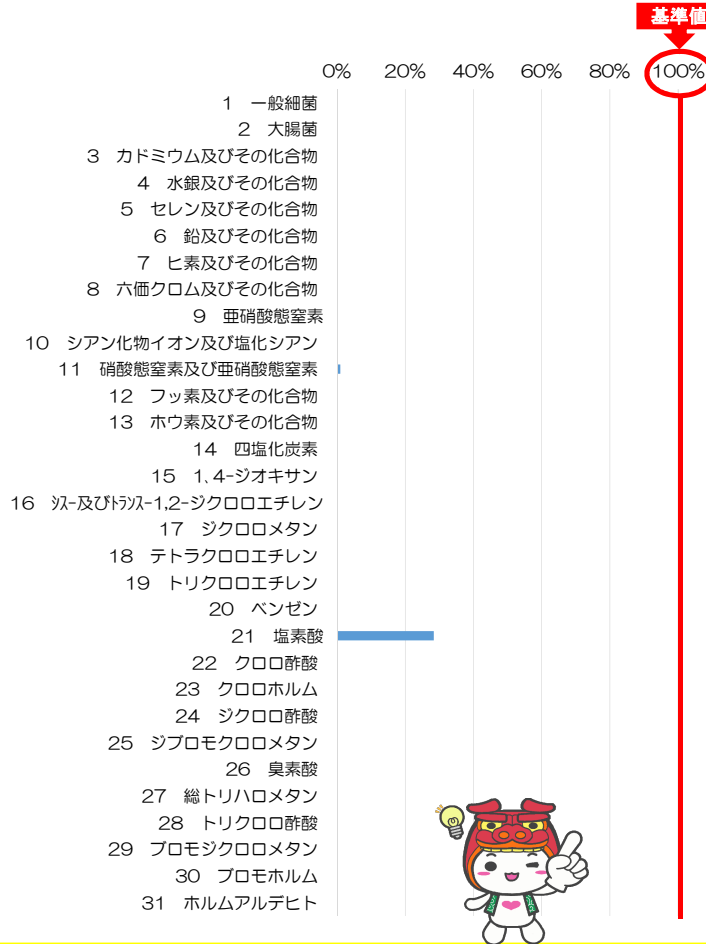 基準値
0% 20% 40% 60% 80% 100%
1 一般細菌
2 大腸菌
3 カドミウム及びその化合物
4 水銀及びその化合物
5 セレン及びその化合物
6 鉛及びその化合物
7 ヒ素及びその化合物
8 六価クロム及びその化合物
9 亜硝酸態窒素
10 シアン化物イオン及び塩化シアン
11 硝酸態窒素及び亜硝酸態窒素
12 フッ素及びその化合物
13 ホウ素及びその化合物
14 四塩化炭素
15 1､4-ジオキサン
16 ｼｽ-及びﾄﾗﾝｽ-1,2-ジクロロエチレン
17 ジクロロメタン
18 テトラクロロエチレン
19 トリクロロエチレン
20 ベンゼン
21 塩素酸
22 クロロ酢酸
23 クロロホルム
24 ジクロロ酢酸
25 ジブロモクロロメタン
26 臭素酸
27 総トリハロメタン
28 トリクロロ酢酸
29 ブロモジクロロメタン
30 ブロモホルム
31 ホルムアルデヒト